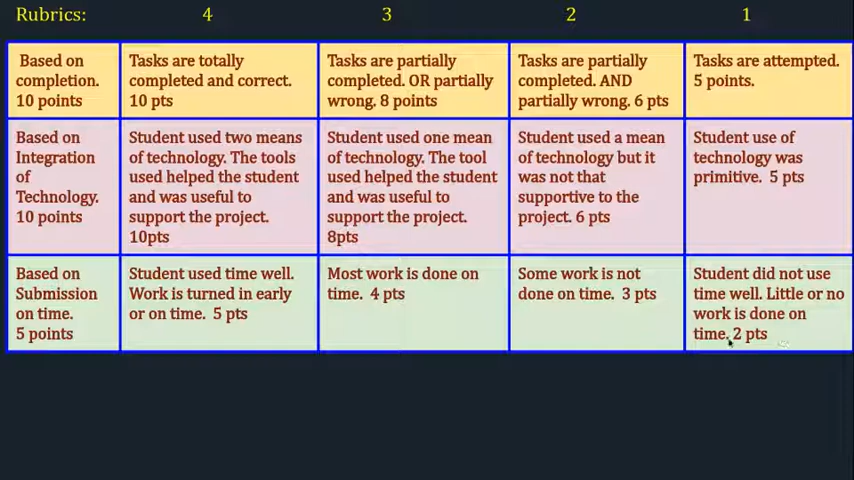 Rubrics: 4 3 2 1
Based on
completion.
10 points
Tasks are totally
completed and correct.
10 pts
Tasks are partially
completed. OR partially
wrong. 8 points
Tasks are partially
completed. AND
partially wrong. 6 pts
Tasks are attempted.
5 points.
Based on
Integration
of
Technology.
10 points
Student used two means
of technology. The tools
used helped the student
and was useful to
support the project.
10pts
Student used one mean
of technology. The tool
used helped the student
and was useful to
support the project.
8pts
Student used a mean
of technology but it
was not that
supportive to the
project. 6 pts
Student use of
technology was
primitive. 5 pts
Based on
Submission
on time.
5 points
Student used time well.
Work is turned in early
or on time. 5 pts
Most work is done on
time. 4 pts
Some work is not
done on time. 3 pts
Student did not use
time well. Little or no
work is done on
time. 2 pts